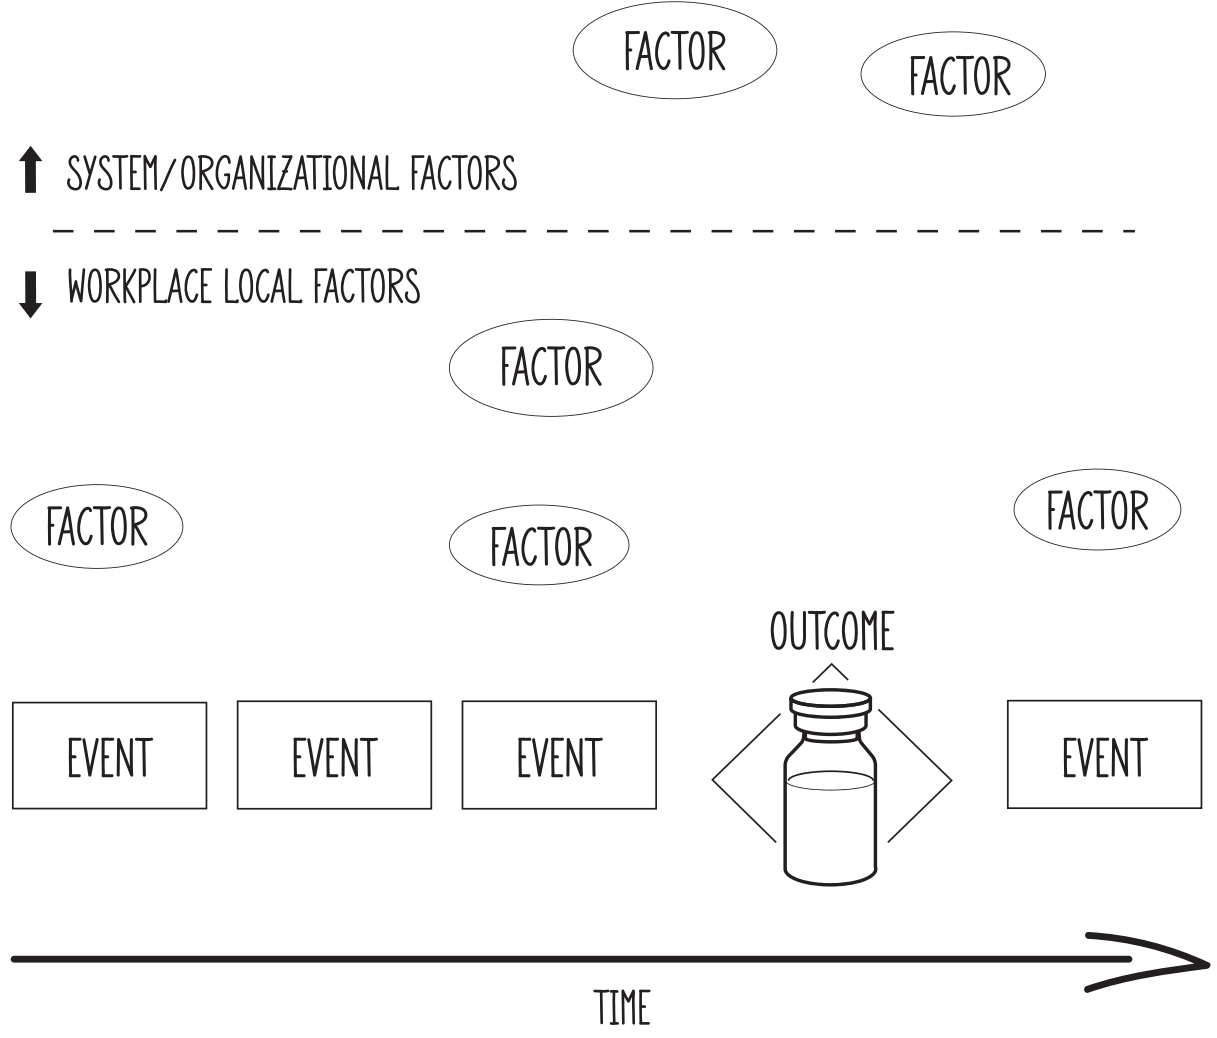 FACTOR
FACTOR
SYSTEM/ORGANIZATIONAL FACTORS
WORKPLACE LOCAL FACTORS
FACTOR
FACTOR
FACTOR
FACTOR
OUTCOME
EVENT
EVENT
EVENT
EVENT
TIME